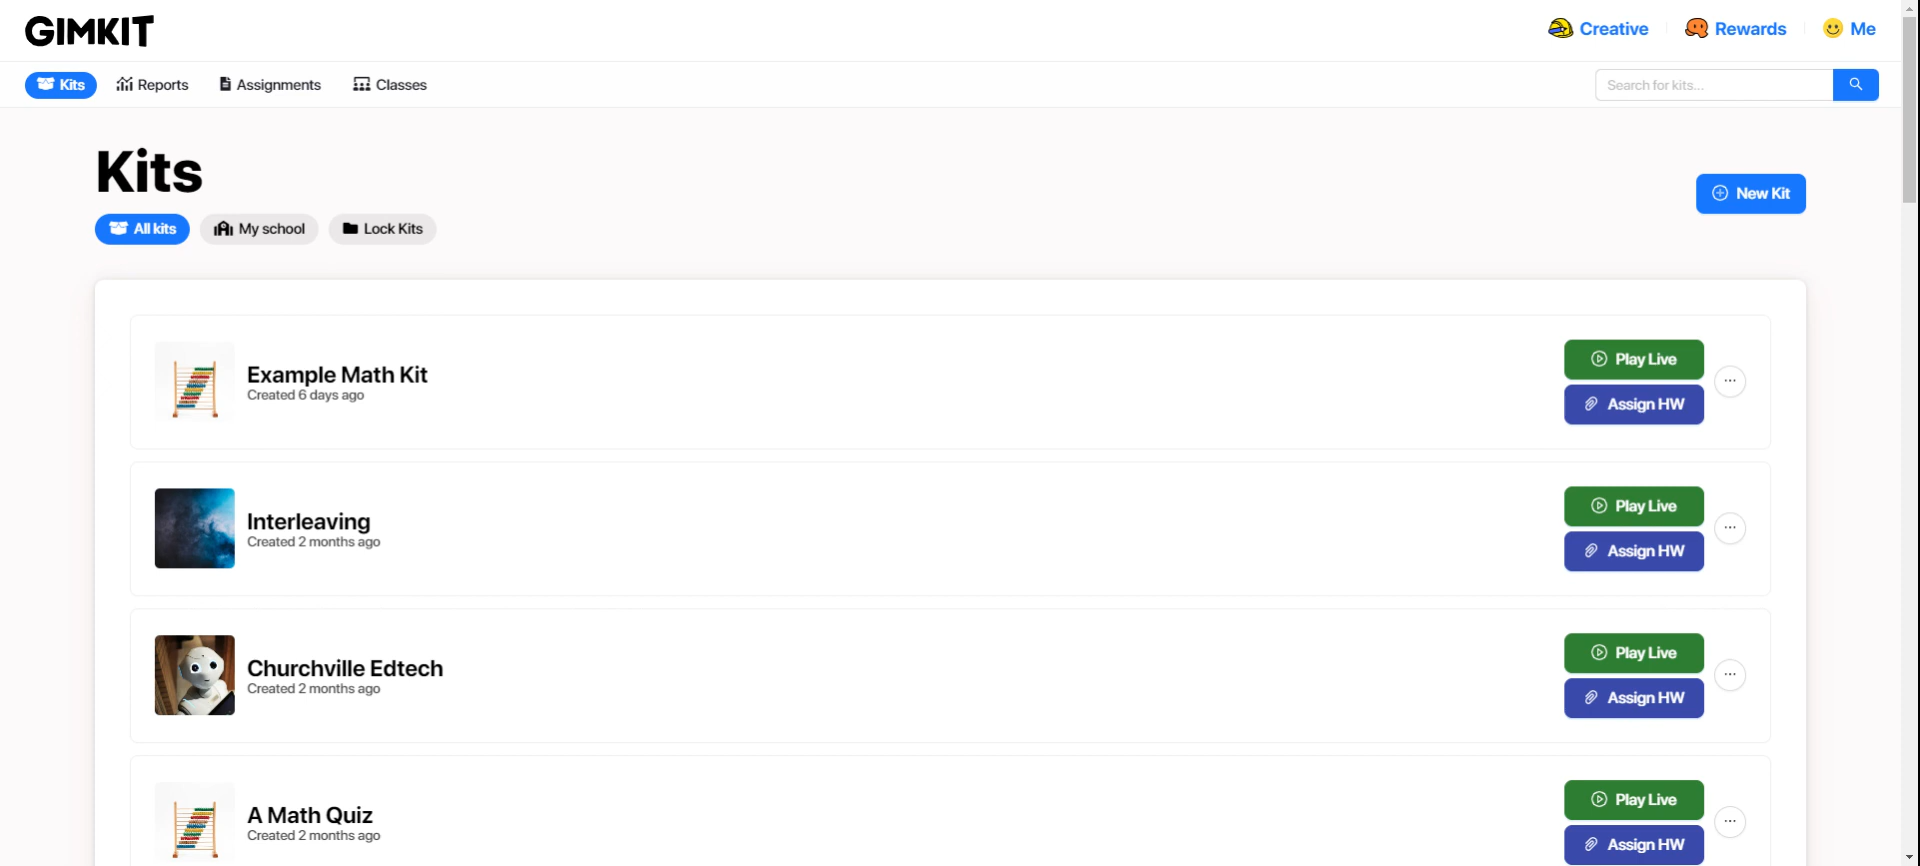 GIMKIT
Creative
Rewards
Me
Kits
Reports
Assignments
Classes
Search for kits...
Kits
New Kit
All kits
My school
Lock Kits
Example Math Kit
Created 6 days ago
Play Live
Assign HW
Interleaving
Created 2 months ago
Play Live
Assign HW
Churchville Edtech
Created 2 months ago
Play Live
Assign HW
A Math Quiz
Created 2 months ago
Play Live
Assign HW